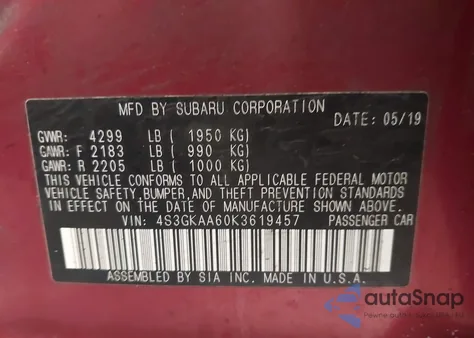 MFD BY SUBARU CORPORATION
DATE: 05/19
GVWR: 4299 LB ( 1950 KG)
GAWR: F 2183 LB ( 990 KG)
GAWR: R 2205 LB ( 1000 KG)
THIS VEHICLE CONFORMS TO ALL APPLICABLE FEDERAL MOTOR
VEHICLE SAFETY,BUMPER,AND THEFT PREVENTION STANDARDS
IN EFFECT ON THE DATE OF MANUFACTURE SHOWN ABOVE.
VIN: 4S3GKAA60K3619457 PASSENGER CAR
ASSEMBLED BY SIA INC. MADE IN U.S.A.
autoSnap